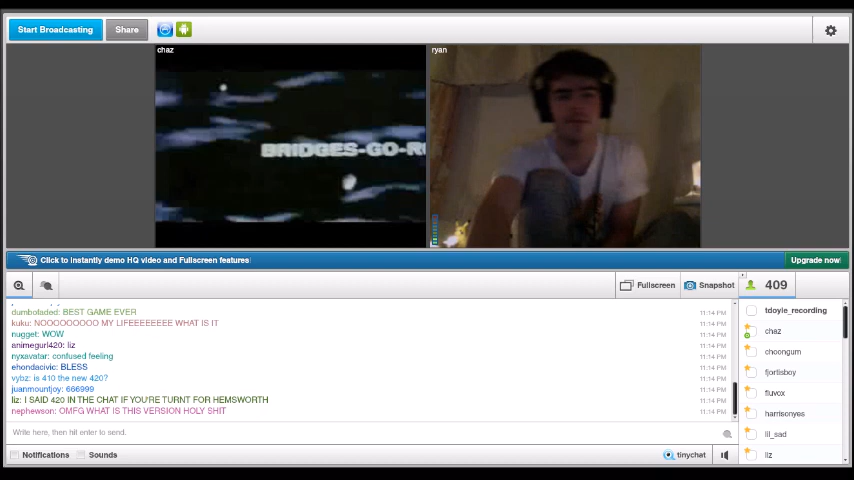 Start Broadcasting
Share
chaz
BRIDGES-GO-R
ryan
Click to instantly demo HQ video and Fullscreen features
Upgrade now
Fullscreen
Snapshot
409
dumbofaded: BEST GAME EVER
11:14 PM
kuku: NOOOOOOOO MY LIFEEEEEEE WHAT IS IT
11:14 PM
nugget: WOW
11:14 PM
animegurl420: liz
11:14 PM
nyxavatar: confused feeling
11:14 PM
ehondacivic: BLESS
11:14 PM
vybz: is 410 the new 420?
11:14 PM
juanmountjoy: 666999
11:14 PM
liz: I SAID 420 IN THE CHAT IF YOU'RE TURNT FOR HEMSWORTH
11:14 PM
nephewson: OMFG WHAT IS THIS VERSION HOLY SHIT
11:14 PM
Write here, then hit enter to send.
Notifications
Sounds
tinychat
tdoyle_recording
chaz
choongum
fjortisboy
fluvox
harrisonyes
lil_sad
liz